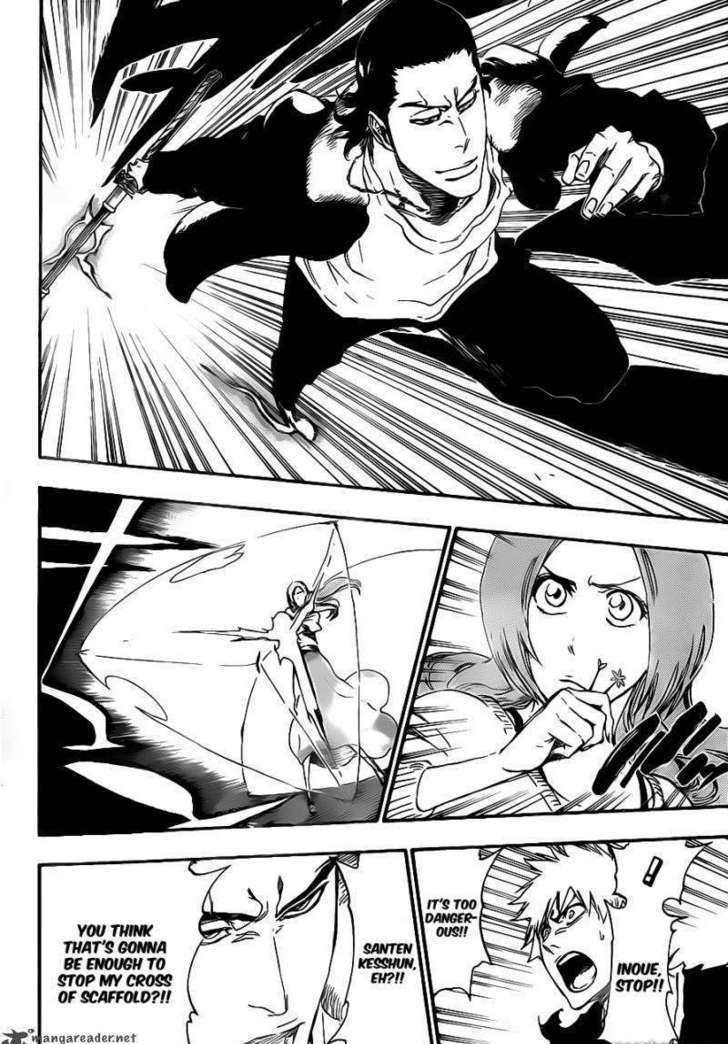 !
INOUE,
STOP!!
IT'S TOO
DANGER-
OUS!!
SANTEN
KESSHUN,
EH?!!
YOU THINK
THAT'S GONNA
BE ENOUGH TO
STOP MY CROSS
OF SCAFFOLD?!!
mangareader.net